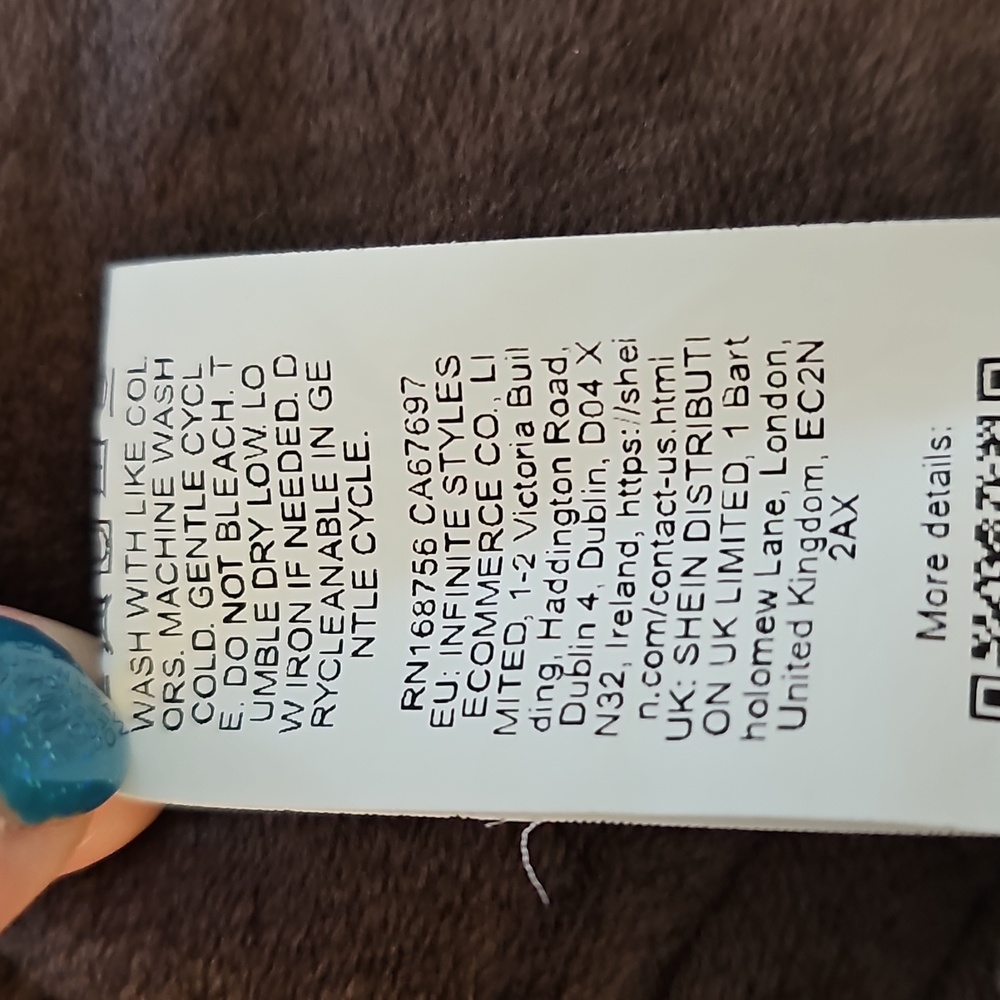 WASH WITH LIKE COL
ORS. MACHINE WASH
COLD. GENTLE CYCL
E. DO NOT BLEACH. T
UMBLE DRY LOW. LO
W IRON IF NEEDED. D
RYCLEANABLE IN GE
NTLE CYCLE.
RN168756 CA67697
EU: INFINITE STYLES
ECOMMERCE CO., LI
MITED, 1-2 Victoria Buil
ding, Haddington Road,
Dublin 4, Dublin, D04 X
N32, Ireland, https://shei
n.com/contact-us.html
UK: SHEIN DISTRIBUTI
ON UK LIMITED, 1 Bart
holomew Lane, London,
United Kingdom, EC2N
2AX
More details: